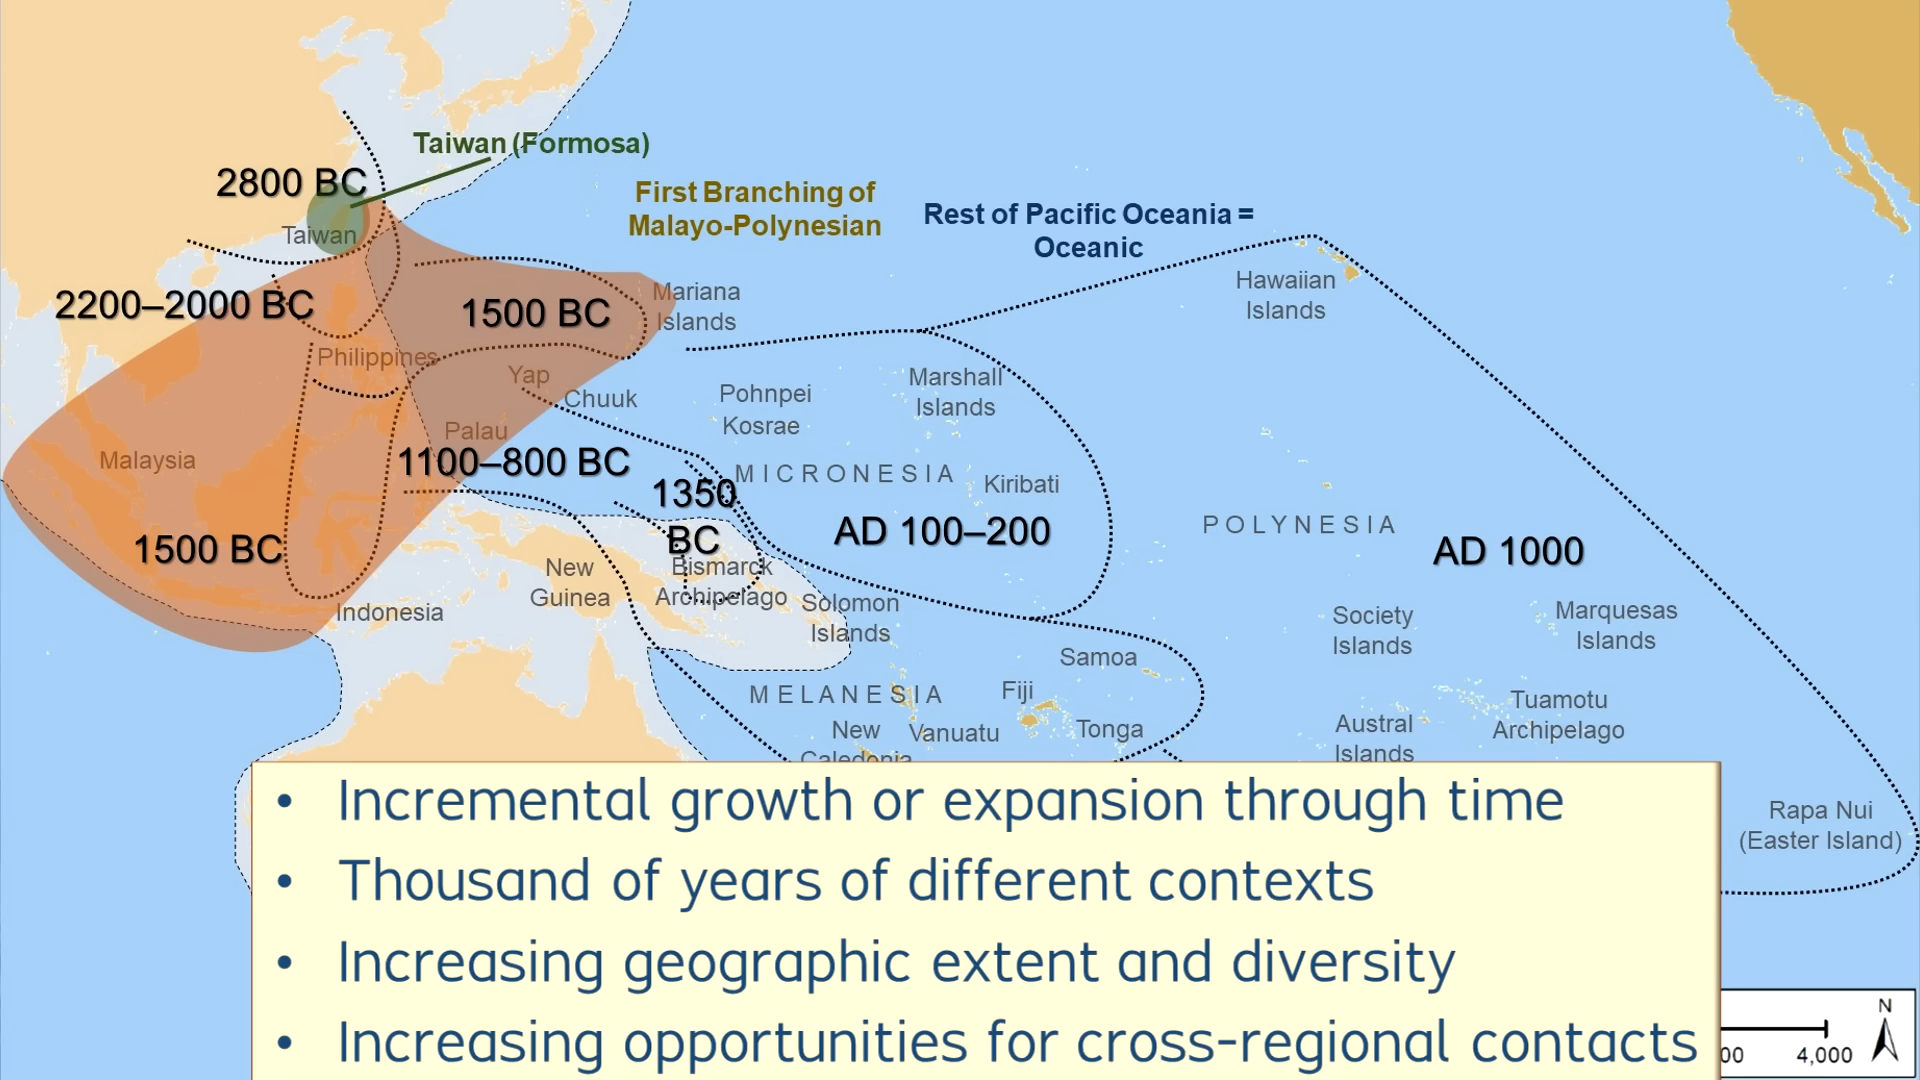 Taiwan (Formosa)
2800 BC
First Branching of
Malayo-Polynesian
Rest of Pacific Oceania =
Oceanic
Taiwan
Hawaiian
Islands
2200–2000 BC
1500 BC
Mariana
Islands
Philippines
Yap
Chuuk
Pohnpei
Kosrae
Marshall
Islands
Palau
Malaysia
1100–800 BC
MICRONESIA
Kiribati
1350
BC
AD 100–200
POLYNESIA
AD 1000
1500 BC
New
Guinea
Bismarck
Archipelago
Indonesia
Solomon
Islands
Society
Islands
Marquesas
Islands
Samoa
MELANESIA
Fiji
New
Caledonia
Vanuatu
Tonga
Austral
Islands
Tuamotu
Archipelago
Rapa Nui
(Easter Island)
• Incremental growth or expansion through time
• Thousand of years of different contexts
• Increasing geographic extent and diversity
• Increasing opportunities for cross-regional contacts
N
00 4,000